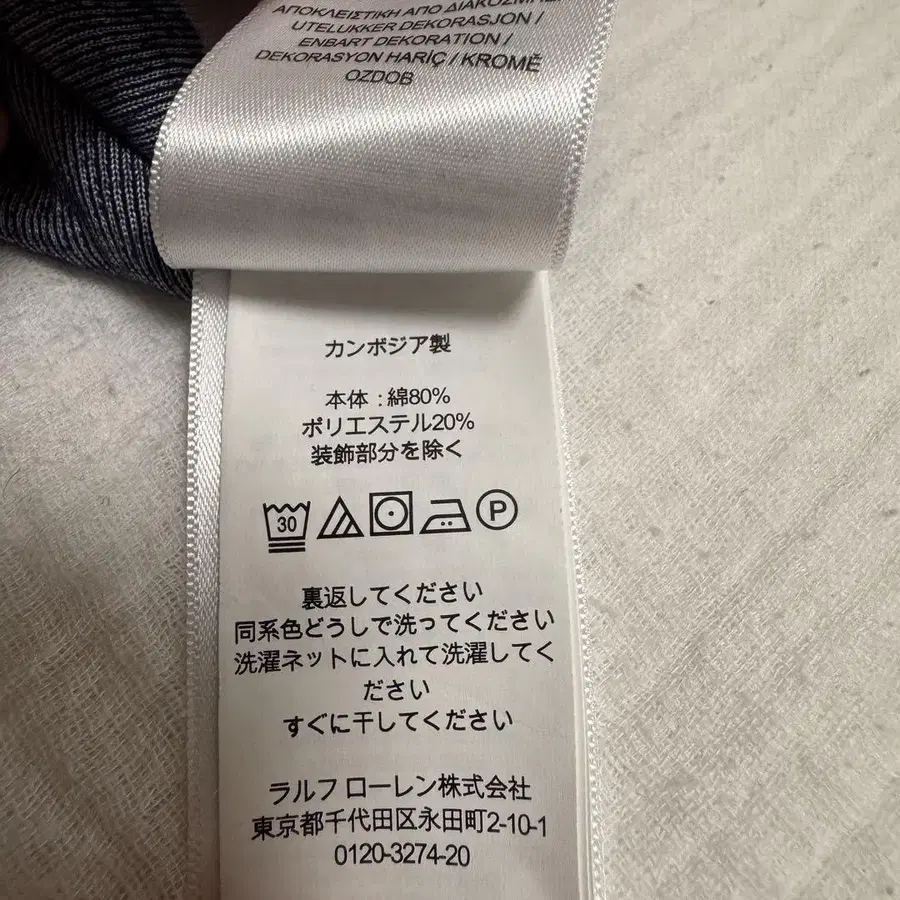 ΑΠΟΚΛΕΙΣΤΙΚΗ ΑΠΟ
UTELUKKER DEKORASJON /
ENBART DEKORATION /
DEKORASYON HARİÇ / KROMĚ
OZDOB
カンボジア製
本体 : 綿80%
ポリエステル20%
装飾部分を除く
30
P
裏返してください
同系色どうしで洗ってください
洗濯ネットに入れて洗濯してく
ださい
すぐに干してください
ラルフ ローレン株式会社
東京都千代田区永田町2-10-1
0120-3274-20